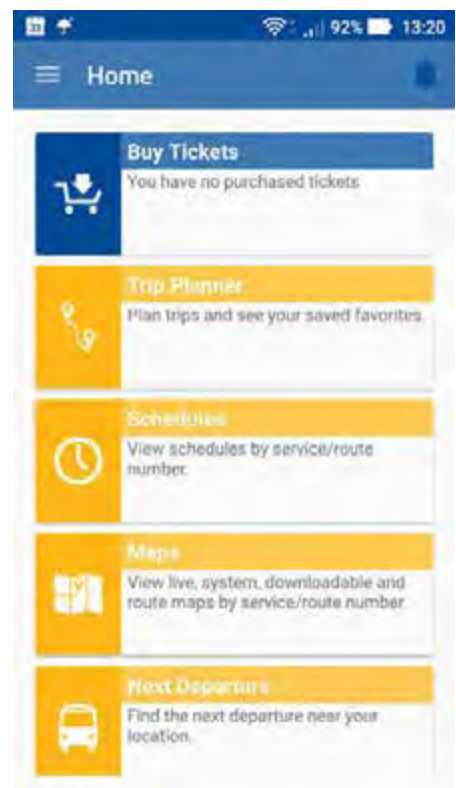 31 92% 13:20
Home
Buy Tickets
You have no purchased tickets
Trip Planner
Plan trips and see your saved favorites.
Schedules
View schedules by service/route
number.
Maps
View live, system, downloadable and
route maps by service/route number
Next Departure
Find the next departure near your
location.